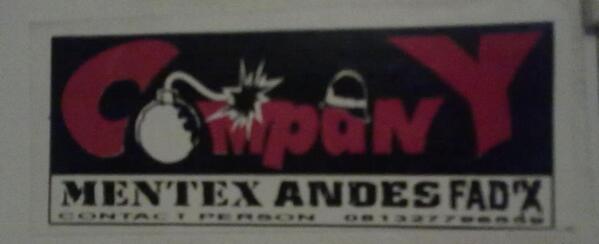 COMPANY
MENTEX ANDES FAD'X
CONTACT PERSON